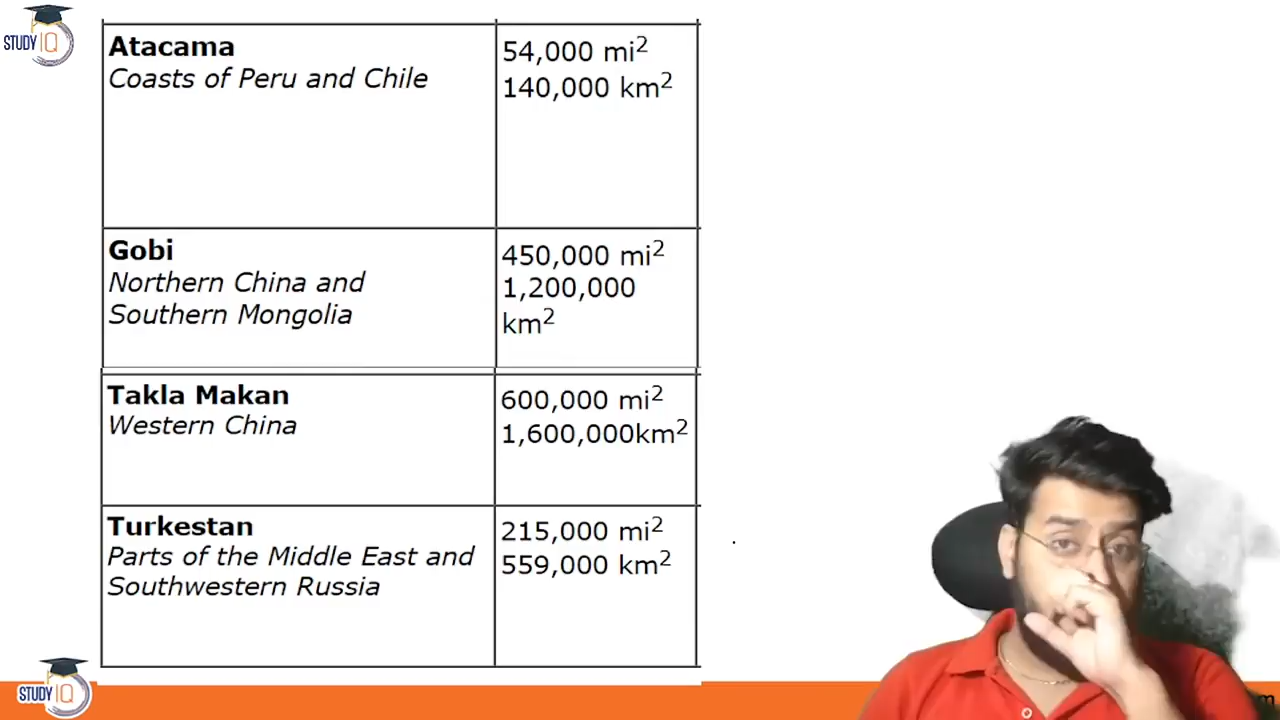 STUDY IQ
Atacama
Coasts of Peru and Chile
54,000 mi²
140,000 km²
Gobi
Northern China and
Southern Mongolia
450,000 mi²
1,200,000
km²
Takla Makan
Western China
600,000 mi²
1,600,000km²
Turkestan
Parts of the Middle East and
Southwestern Russia
215,000 mi²
559,000 km²
STUDY IQ